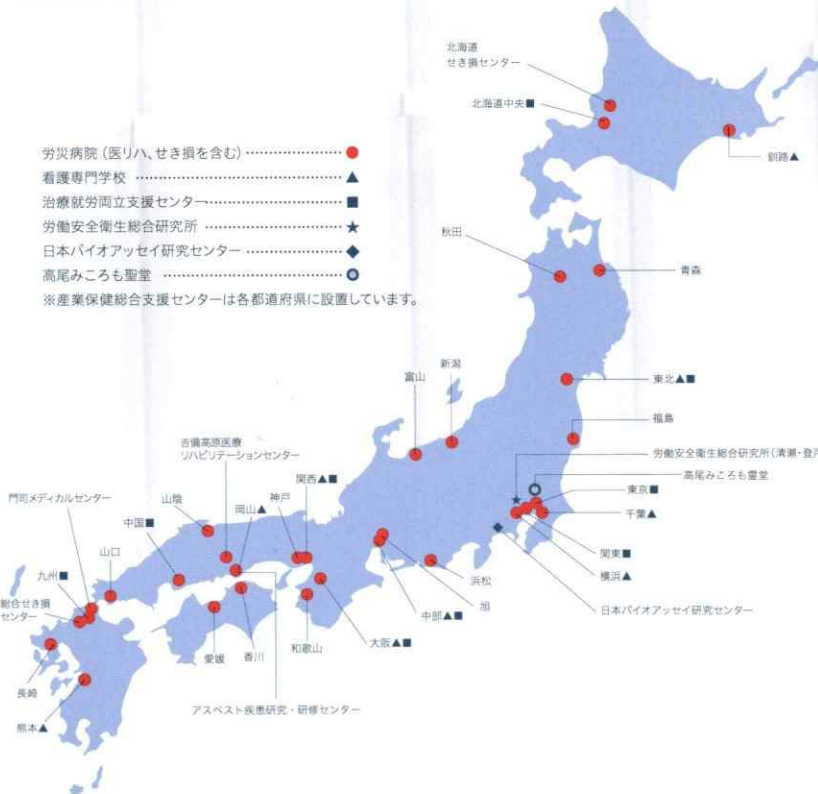 北海道
せき損センター
北海道中央■
釧路▲
労災病院（医リハ、せき損を含む）………………●
看護専門学校 ………………▲
治療就労両立支援センター………………■
労働安全衛生総合研究所 ………………★
日本バイオアッセイ研究センター ………………◆
高尾みころも聖堂 ………………○
※産業保健総合支援センターは各都道府県に設置しています。
秋田
青森
新潟
富山
東北▲■
福島
吉備高原医療
リハビリテーションセンター
労働安全衛生総合研究所（清瀬・登戸
高尾みころも霊堂
関西▲■
東京■
門司メディカルセンター
山陰
岡山▲
神戸
千葉▲
中国■
関東■
山口
横浜▲
九州■
浜松
旭
日本バイオアッセイ研究センター
総合せき損
センター
中部▲■
大阪▲■
和歌山
愛媛
香川
長崎
アスベスト疾患研究・研修センター
熊本▲